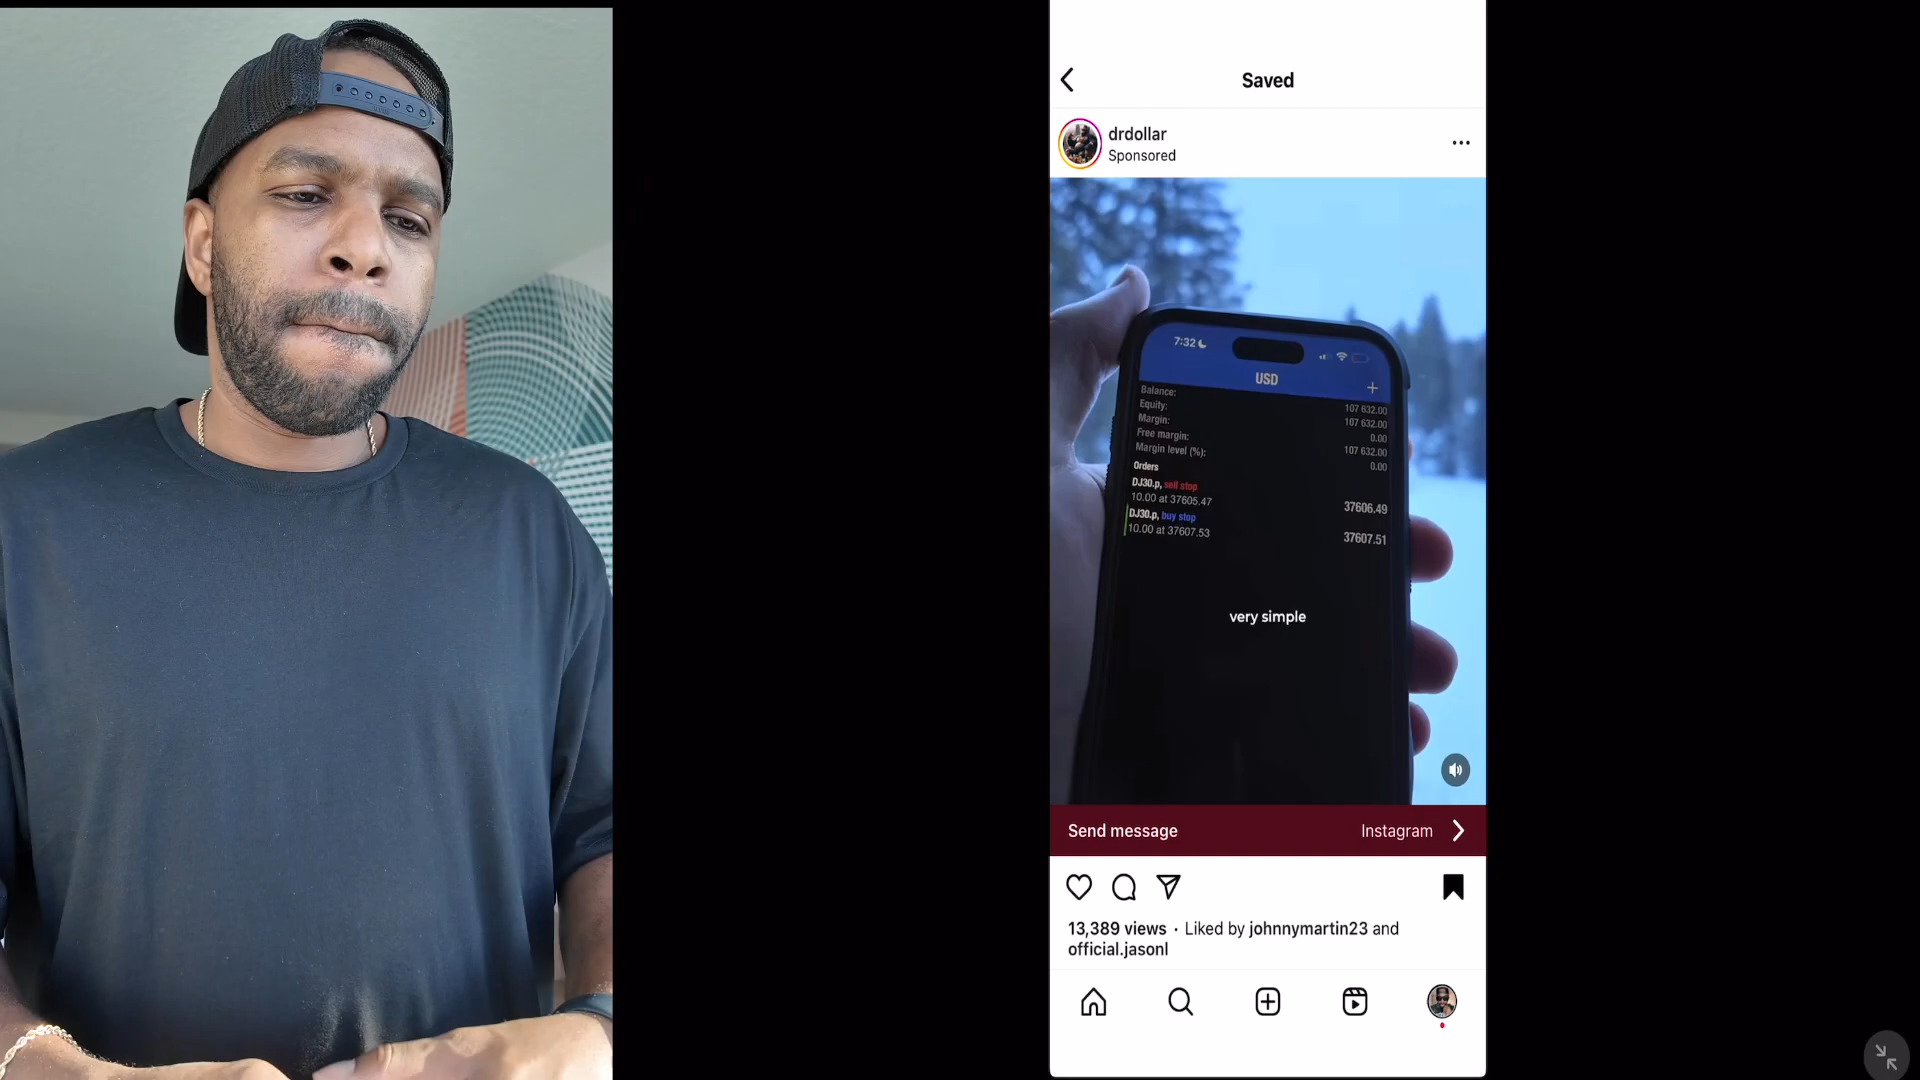 Saved
drdollar
Sponsored
7:32
USD
Balance: 107 632.00
Equity: 107 632.00
Margin: 0.00
Free margin: 107 632.00
Margin level (%): 0.00
Orders
DJ30.p, sell stop
10.00 at 37605.47 37606.49
DJ30.p, buy stop
10.00 at 37607.53 37607.51
very simple
Send message Instagram
13,389 views · Liked by johnnymartin23 and
official.jasonl